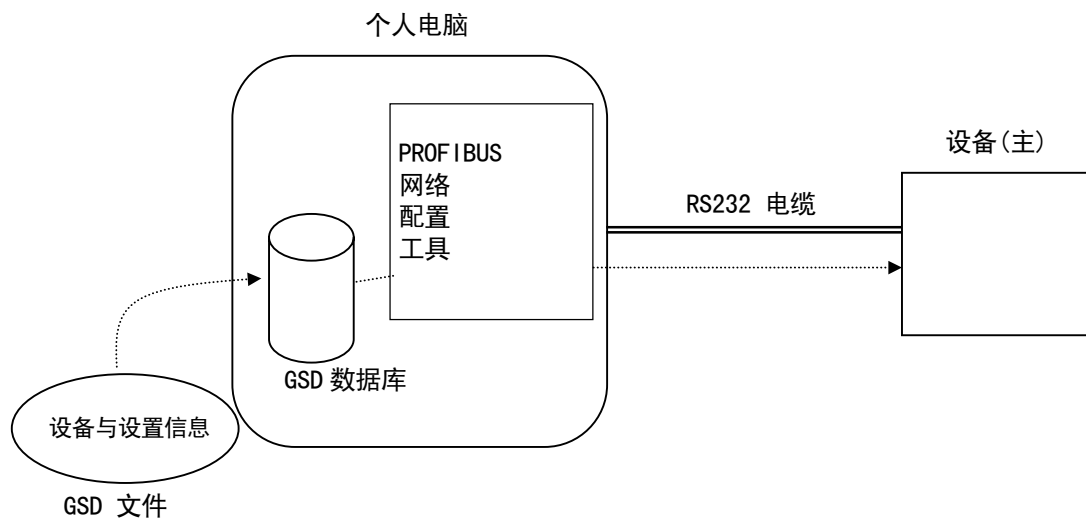 个人电脑
PROFIBUS
网络
配置
工具
设备(主)
RS232 电缆
GSD 数据库
设备与设置信息
GSD 文件